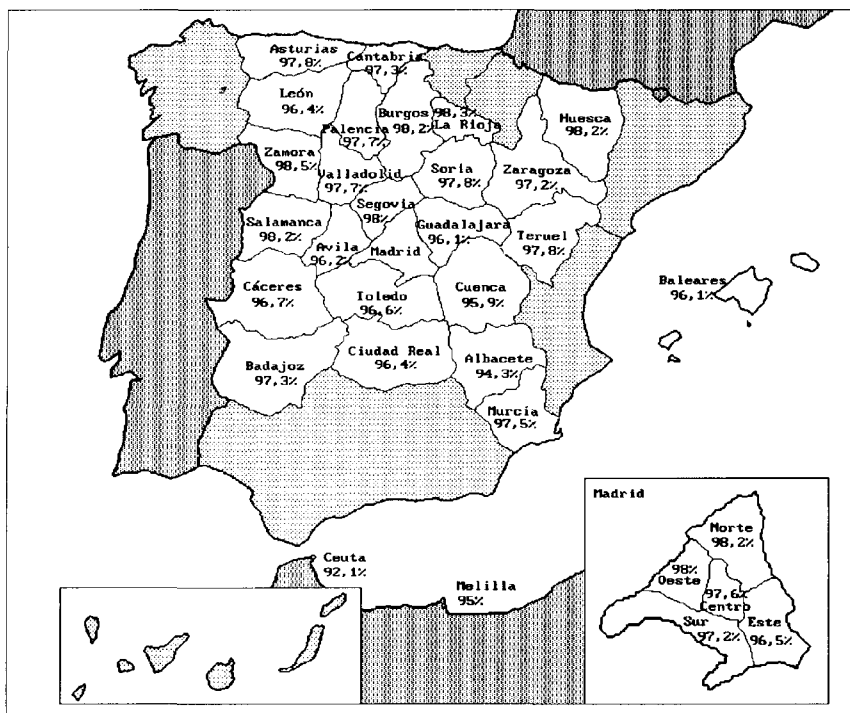 Asturias
97,8%
Cantabria
97,3%
León
96,4%
Palencia
97,7%
Burgos
98,2%
98,3%
La Rioja
Huesca
98,2%
Zamora
98,5%
Valladolid
97,7%
Soria
97,8%
Zaragoza
97,2%
Segovia
98%
Salamanca
98,2%
Avila
96,2%
Madrid
Guadalajara
96,1%
Teruel
97,8%
Cáceres
96,7%
Toledo
96,6%
Cuenca
95,9%
Baleares
96,1%
Badajoz
97,3%
Ciudad Real
96,4%
Albacete
94,3%
Murcia
97,5%
Ceuta
92,1%
Melilla
95%
Madrid
Norte
98,2%
98%
Oeste
97,6%
Centro
Sur
97,2%
Este
96,5%